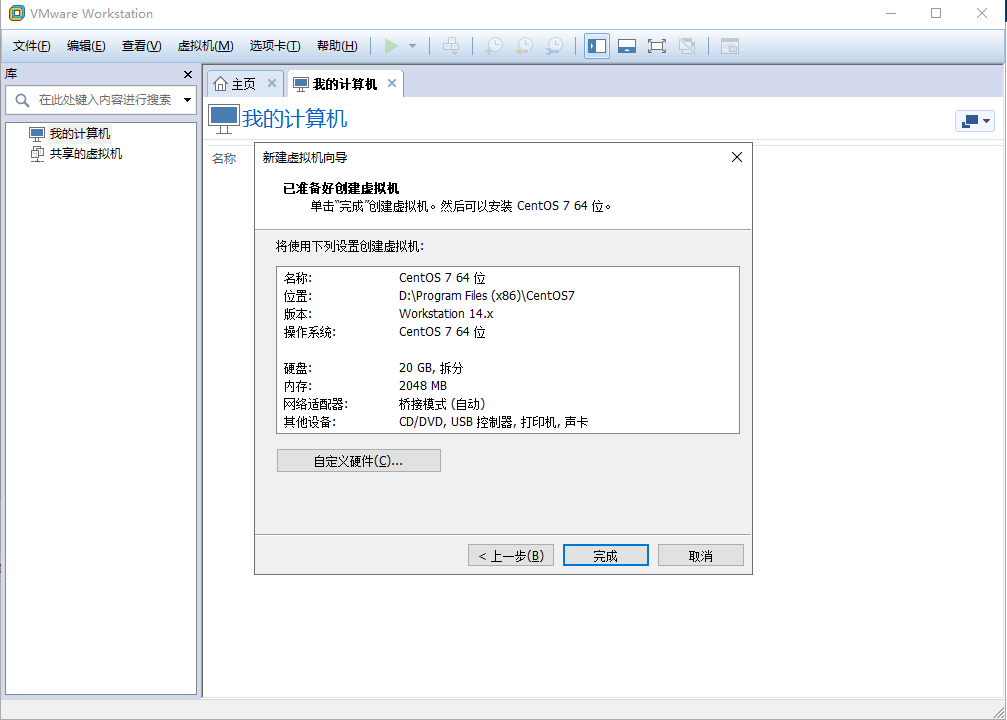 VMware Workstation
文件(F) 编辑(E) 查看(V) 虚拟机(M) 选项卡(T) 帮助(H)
库
在此处键入内容进行搜索
我的计算机
共享的虚拟机
主页 我的计算机
我的计算机
名称
新建虚拟机向导
已准备好创建虚拟机
单击“完成”创建虚拟机。然后可以安装 CentOS 7 64 位。
将使用下列设置创建虚拟机:
名称: CentOS 7 64 位
位置: D:\Program Files (x86)\CentOS7
版本: Workstation 14.x
操作系统: CentOS 7 64 位
硬盘: 20 GB, 拆分
内存: 2048 MB
网络适配器: 桥接模式 (自动)
其他设备: CD/DVD, USB 控制器, 打印机, 声卡
自定义硬件(C)...
< 上一步(B) 完成 取消